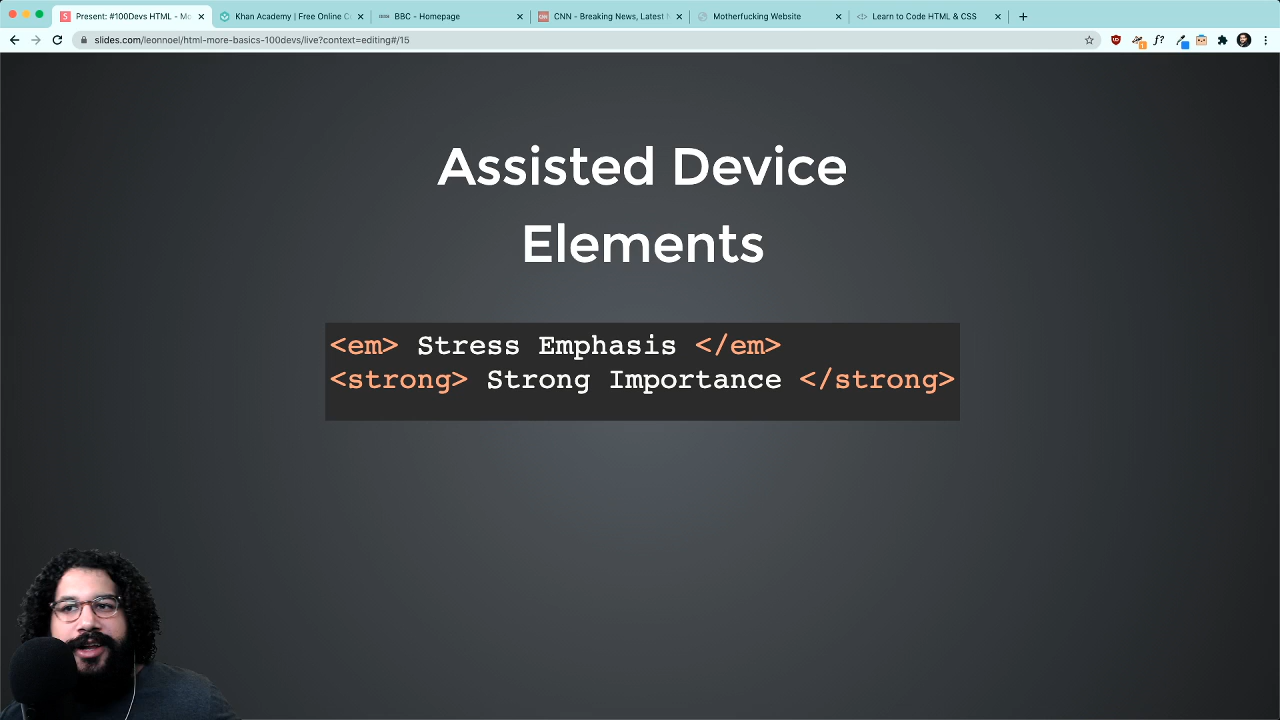 Present: #100Devs HTML - Mo
Khan Academy | Free Online C
BBC - Homepage
CNN - Breaking News, Latest N
Motherfucking Website
</> Learn to Code HTML & CSS
slides.com/leonnoel/html-more-basics-100devs/live?context=editing#/15
f?
Assisted Device
Elements
<em> Stress Emphasis </em>
<strong> Strong Importance </strong>